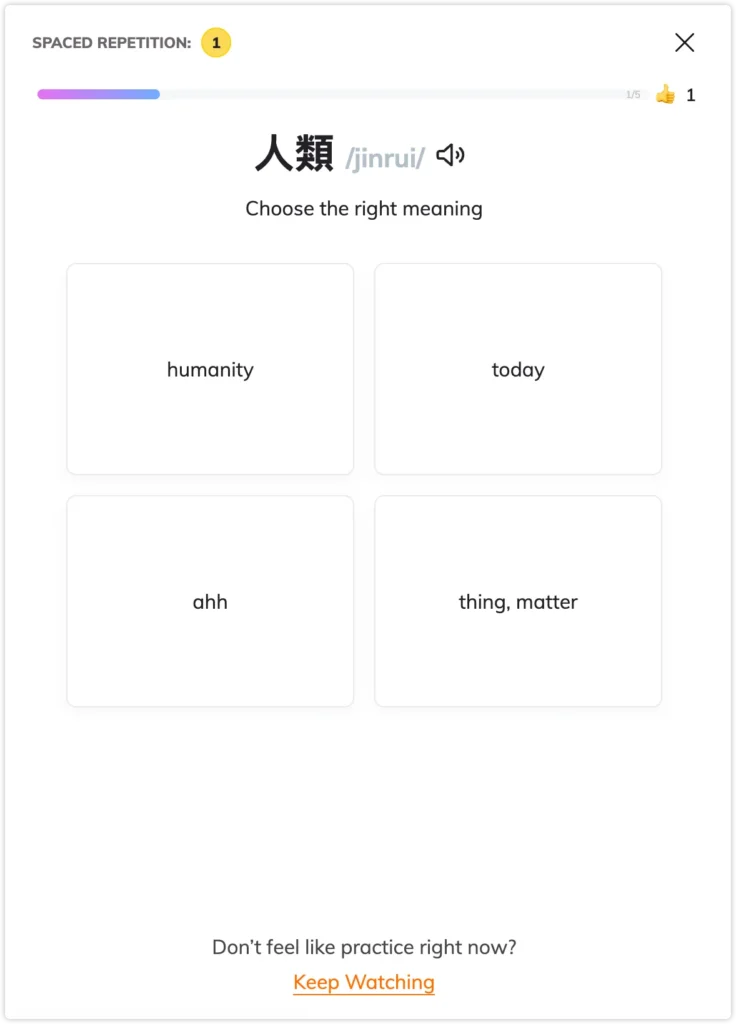 SPACED REPETITION: 1
1/5 👍 1
人類 /jinrui/
Choose the right meaning
humanity
today
ahh
thing, matter
Don’t feel like practice right now?
Keep Watching